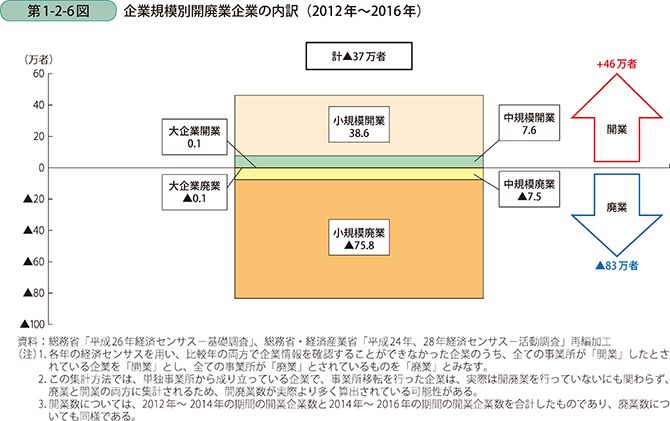 第1-2-6図 企業規模別開廃業企業の内訳（2012年〜2016年）
（万者）
計▲37万者
+46万者
60
40
20
0
▲20
▲40
▲60
▲80
▲100
小規模開業
38.6
大企業開業
0.1
中規模開業
7.6
開業
大企業廃業
▲0.1
中規模廃業
▲7.5
廃業
小規模廃業
▲75.8
▲83万者
資料：総務省「平成26年経済センサス－基礎調査」、総務省・経済産業省「平成24年、28年経済センサス－活動調査」再編加工
（注）1. 各年の経済センサスを用い、比較年の両方で企業情報を確認することができなかった企業のうち、全ての事業所が「開業」したとさ
れている企業を「開業」とし、全ての事業所が「廃業」とされているものを「廃業」とみなす。
2. この集計方法では、単独事業所から成り立っている企業で、事業所移転を行った企業は、実際は開廃業を行っていないにも関わらず、
廃業と開業の両方に集計されるため、開廃業数が実際より多く算出されている可能性がある。
3. 開業数については、2012年〜2014年の期間の開業企業数と2014年〜2016年の期間の開業企業数を合計したものであり、廃業数につ
いても同様である。